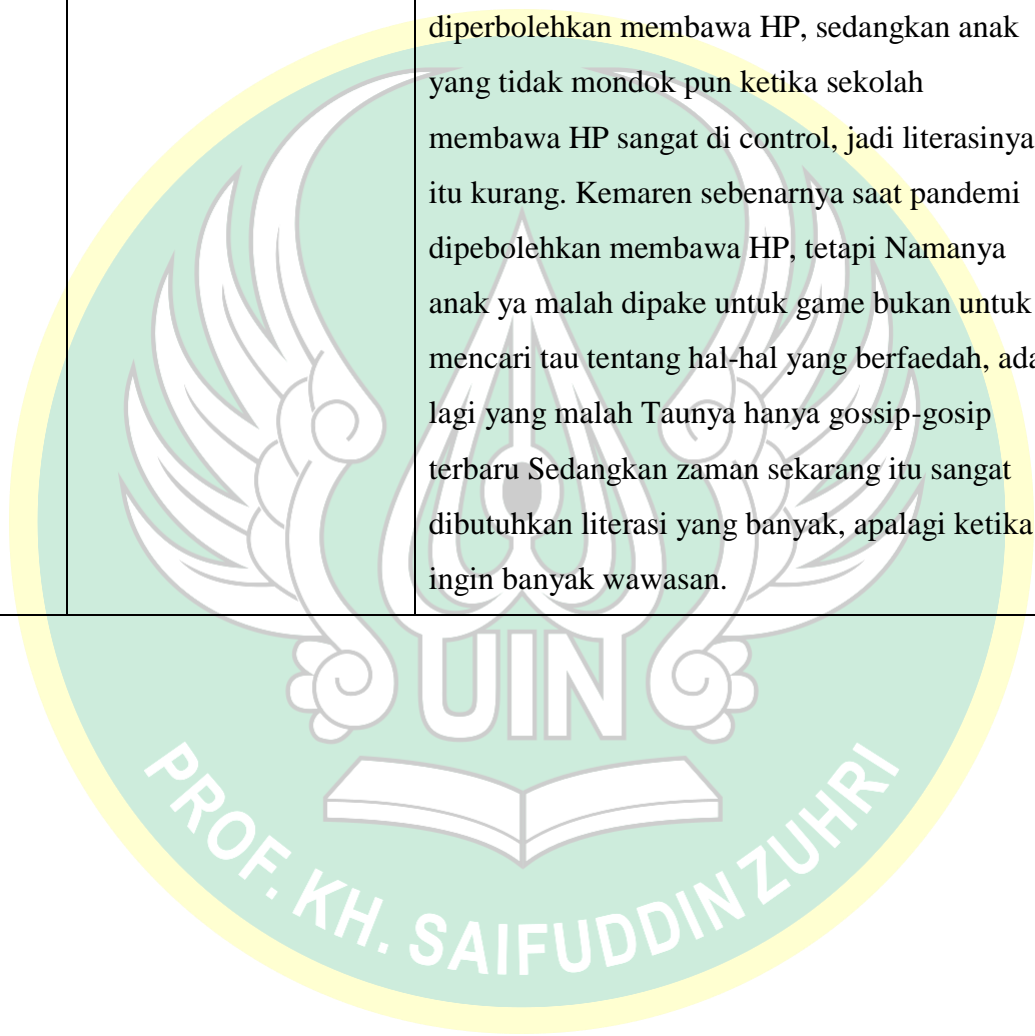 diperbolehkan membawa HP, sedangkan anak
yang tidak mondok pun ketika sekolah
membawa HP sangat di control, jadi literasinya
itu kurang. Kemaren sebenarnya saat pandemi
dipebolehkan membawa HP, tetapi Namanya
anak ya malah dipake untuk game bukan untuk
mencari tau tentang hal-hal yang berfaedah, ada
lagi yang malah Taunya hanya gossip-gosip
terbaru Sedangkan zaman sekarang itu sangat
dibutuhkan literasi yang banyak, apalagi ketika
ingin banyak wawasan.
UIN
PROF. KH. SAIFUDDIN ZUHRI